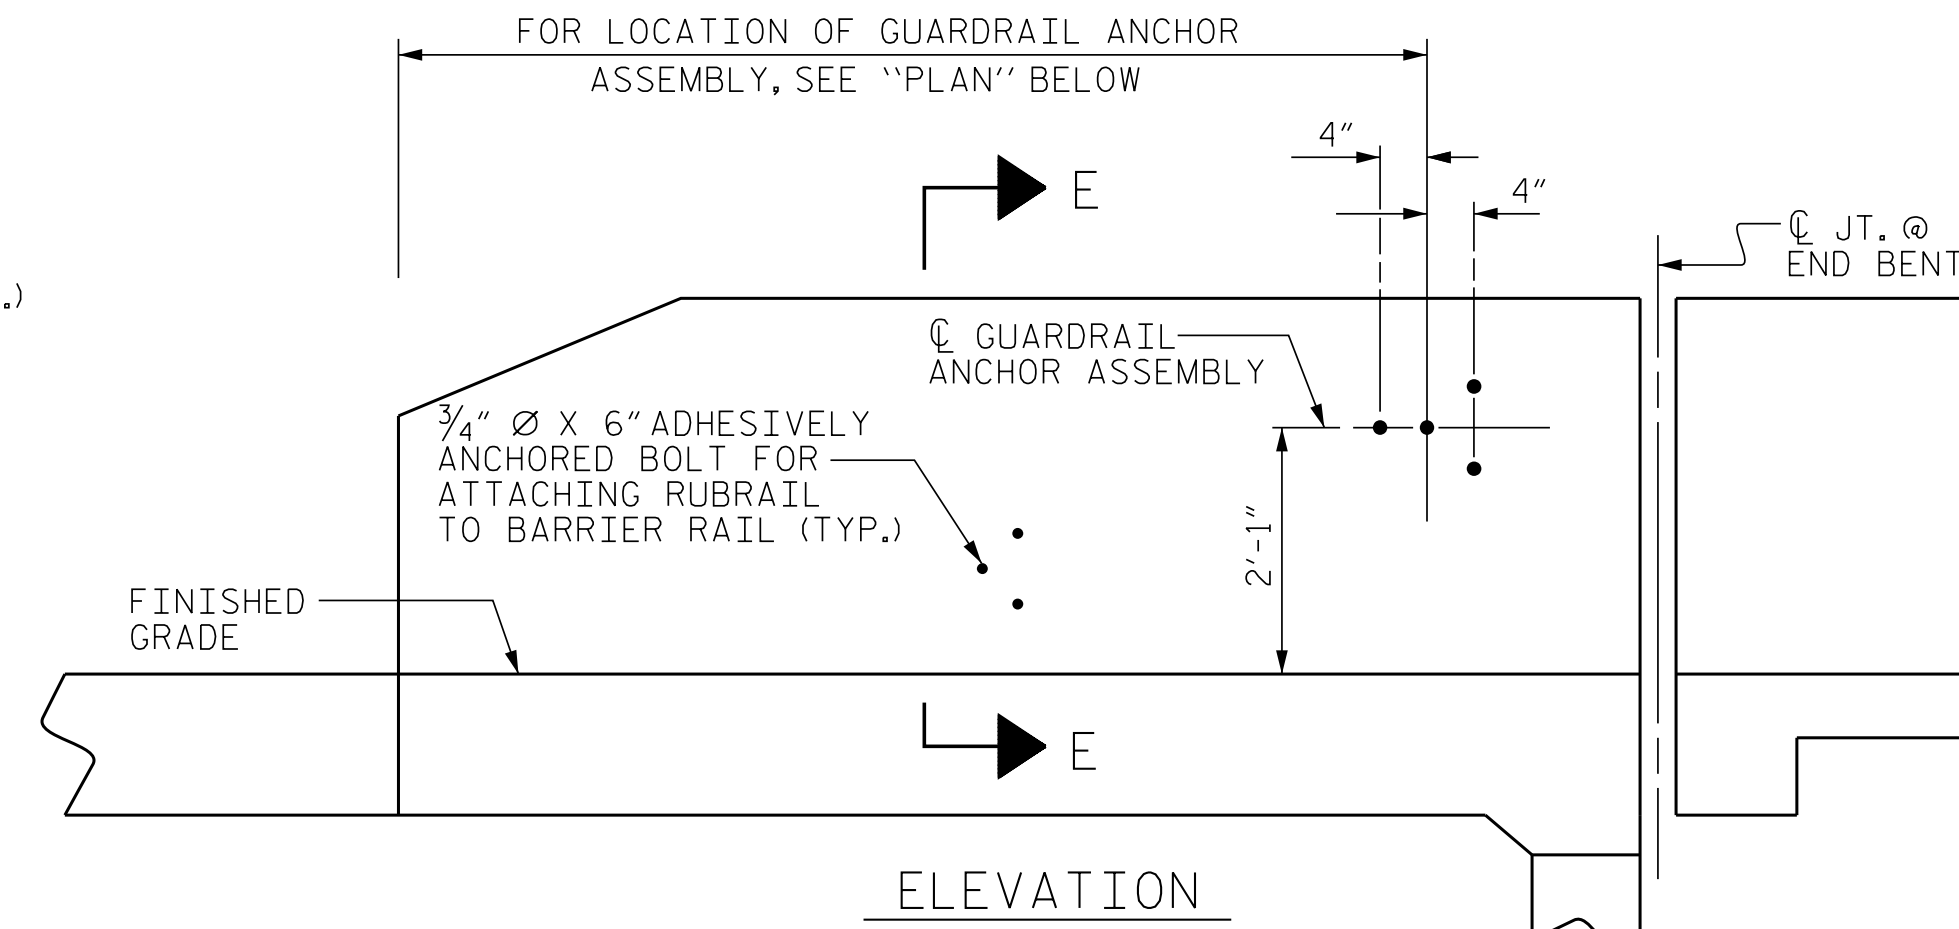 FOR LOCATION OF GUARDRAIL ANCHOR
ASSEMBLY, SEE "PLAN" BELOW
4"
E
4"
℄ JT. @
END BENT
.)
℄ GUARDRAIL
ANCHOR ASSEMBLY
3/4" Ø X 6" ADHESIVELY
ANCHORED BOLT FOR
ATTACHING RUBRAIL
TO BARRIER RAIL (TYP.)
2'-1"
FINISHED
GRADE
E
ELEVATION